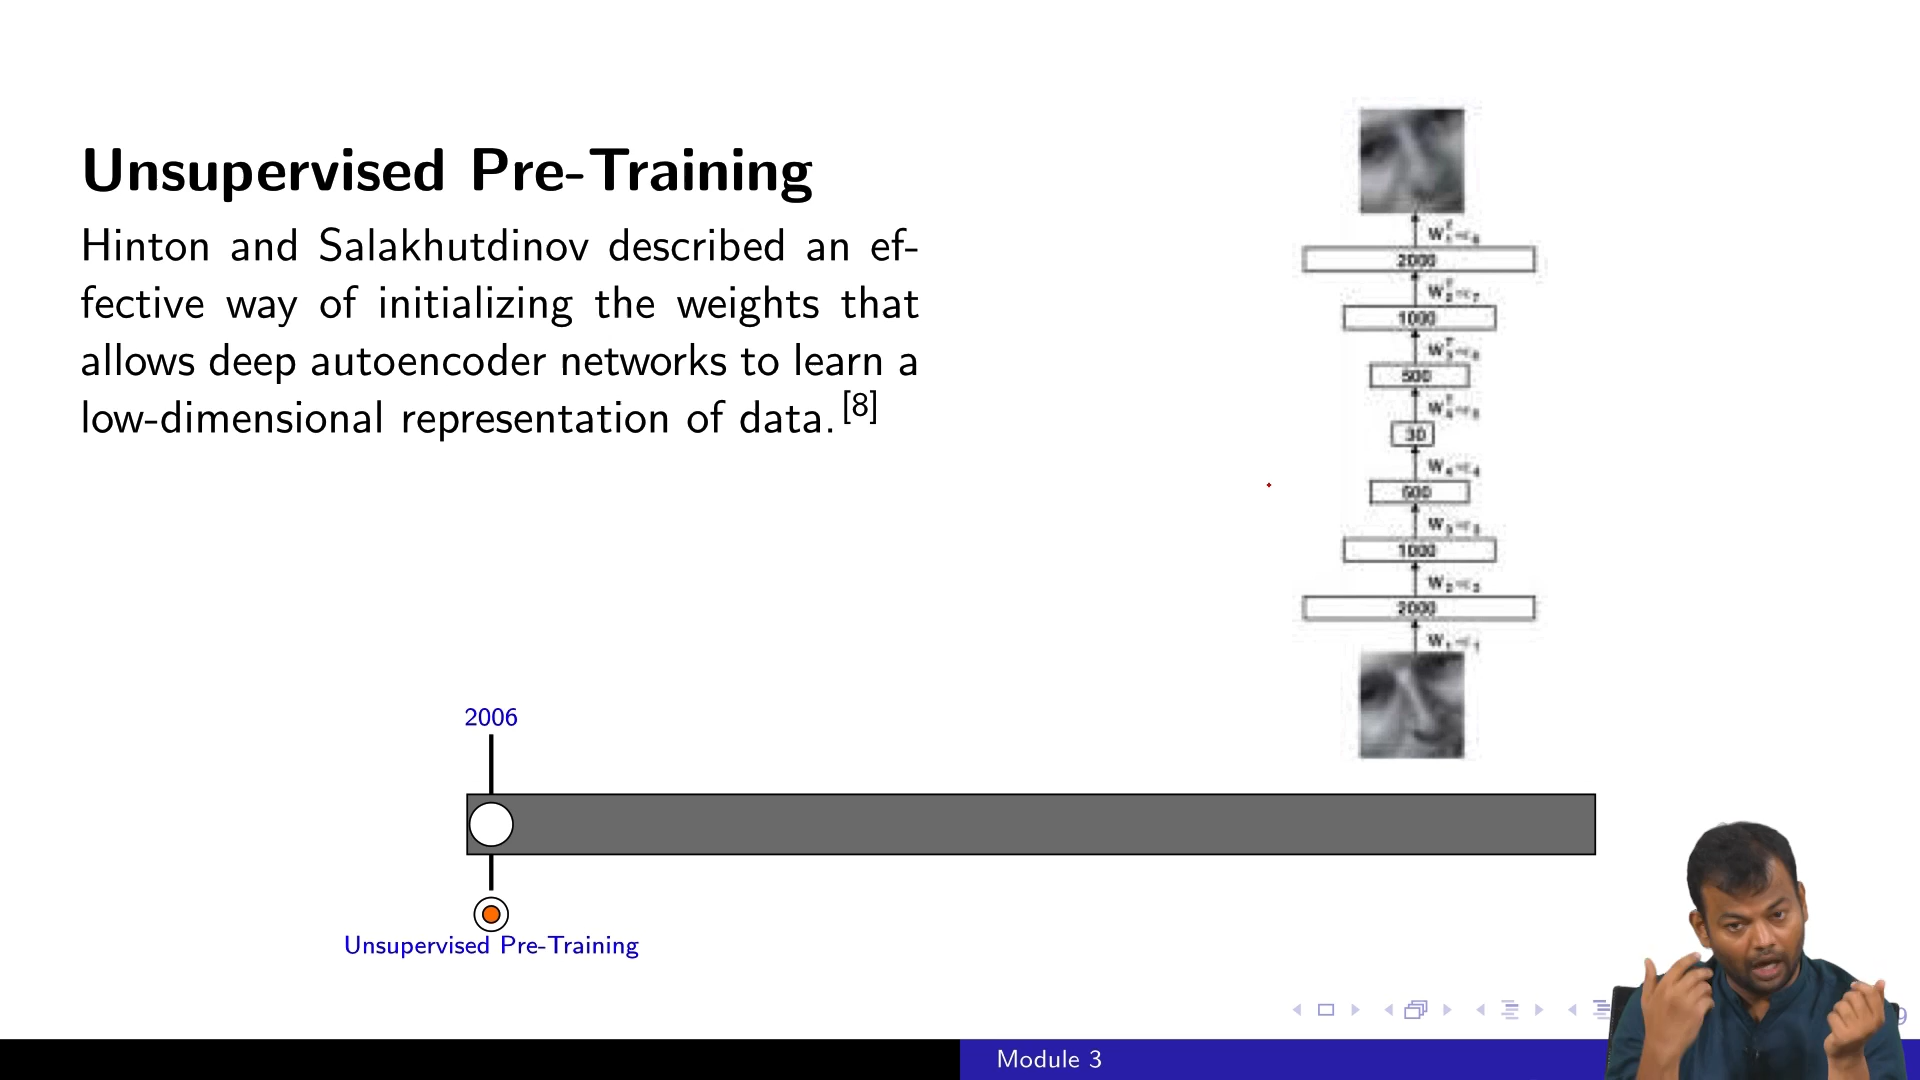 Unsupervised Pre-Training
Hinton and Salakhutdinov described an ef-
fective way of initializing the weights that
allows deep autoencoder networks to learn a
low-dimensional representation of data.[8]
2000
1000
500
30
500
1000
2000
2006
Unsupervised Pre-Training
Module 3